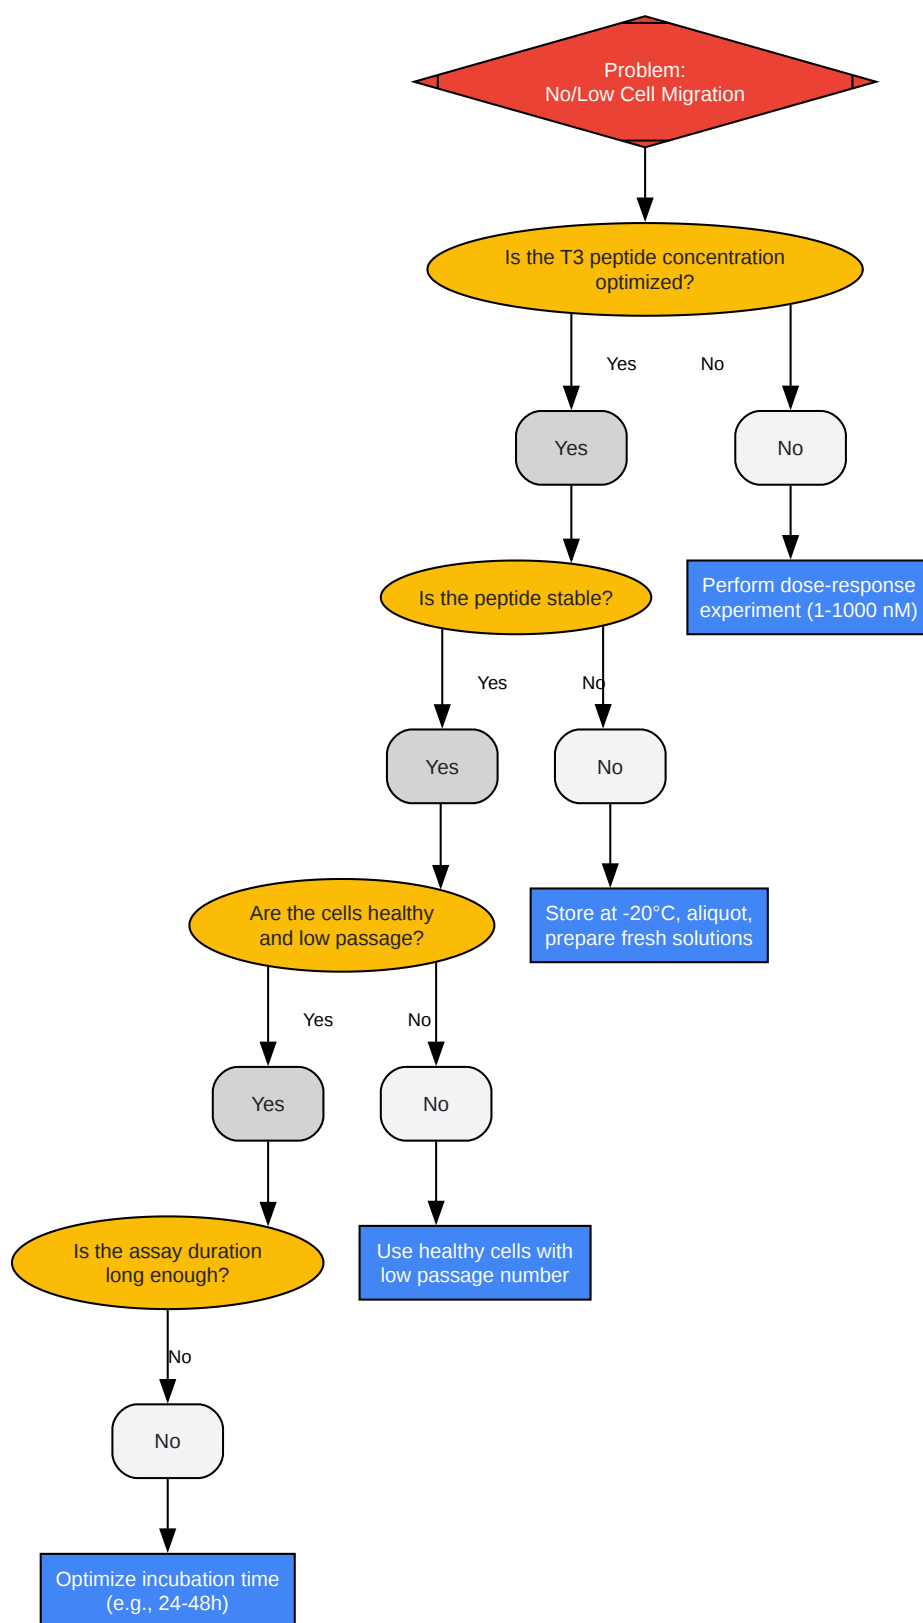 Problem:
No/Low Cell Migration
Is the T3 peptide concentration
optimized?
Yes
No
Yes
No
Is the peptide stable?
Perform dose-response
experiment (1-1000 nM)
Yes
No
Yes
No
Are the cells healthy
and low passage?
Store at -20°C, aliquot,
prepare fresh solutions
Yes
No
Yes
No
Is the assay duration
long enough?
Use healthy cells with
low passage number
No
No
Optimize incubation time
(e.g., 24-48h)